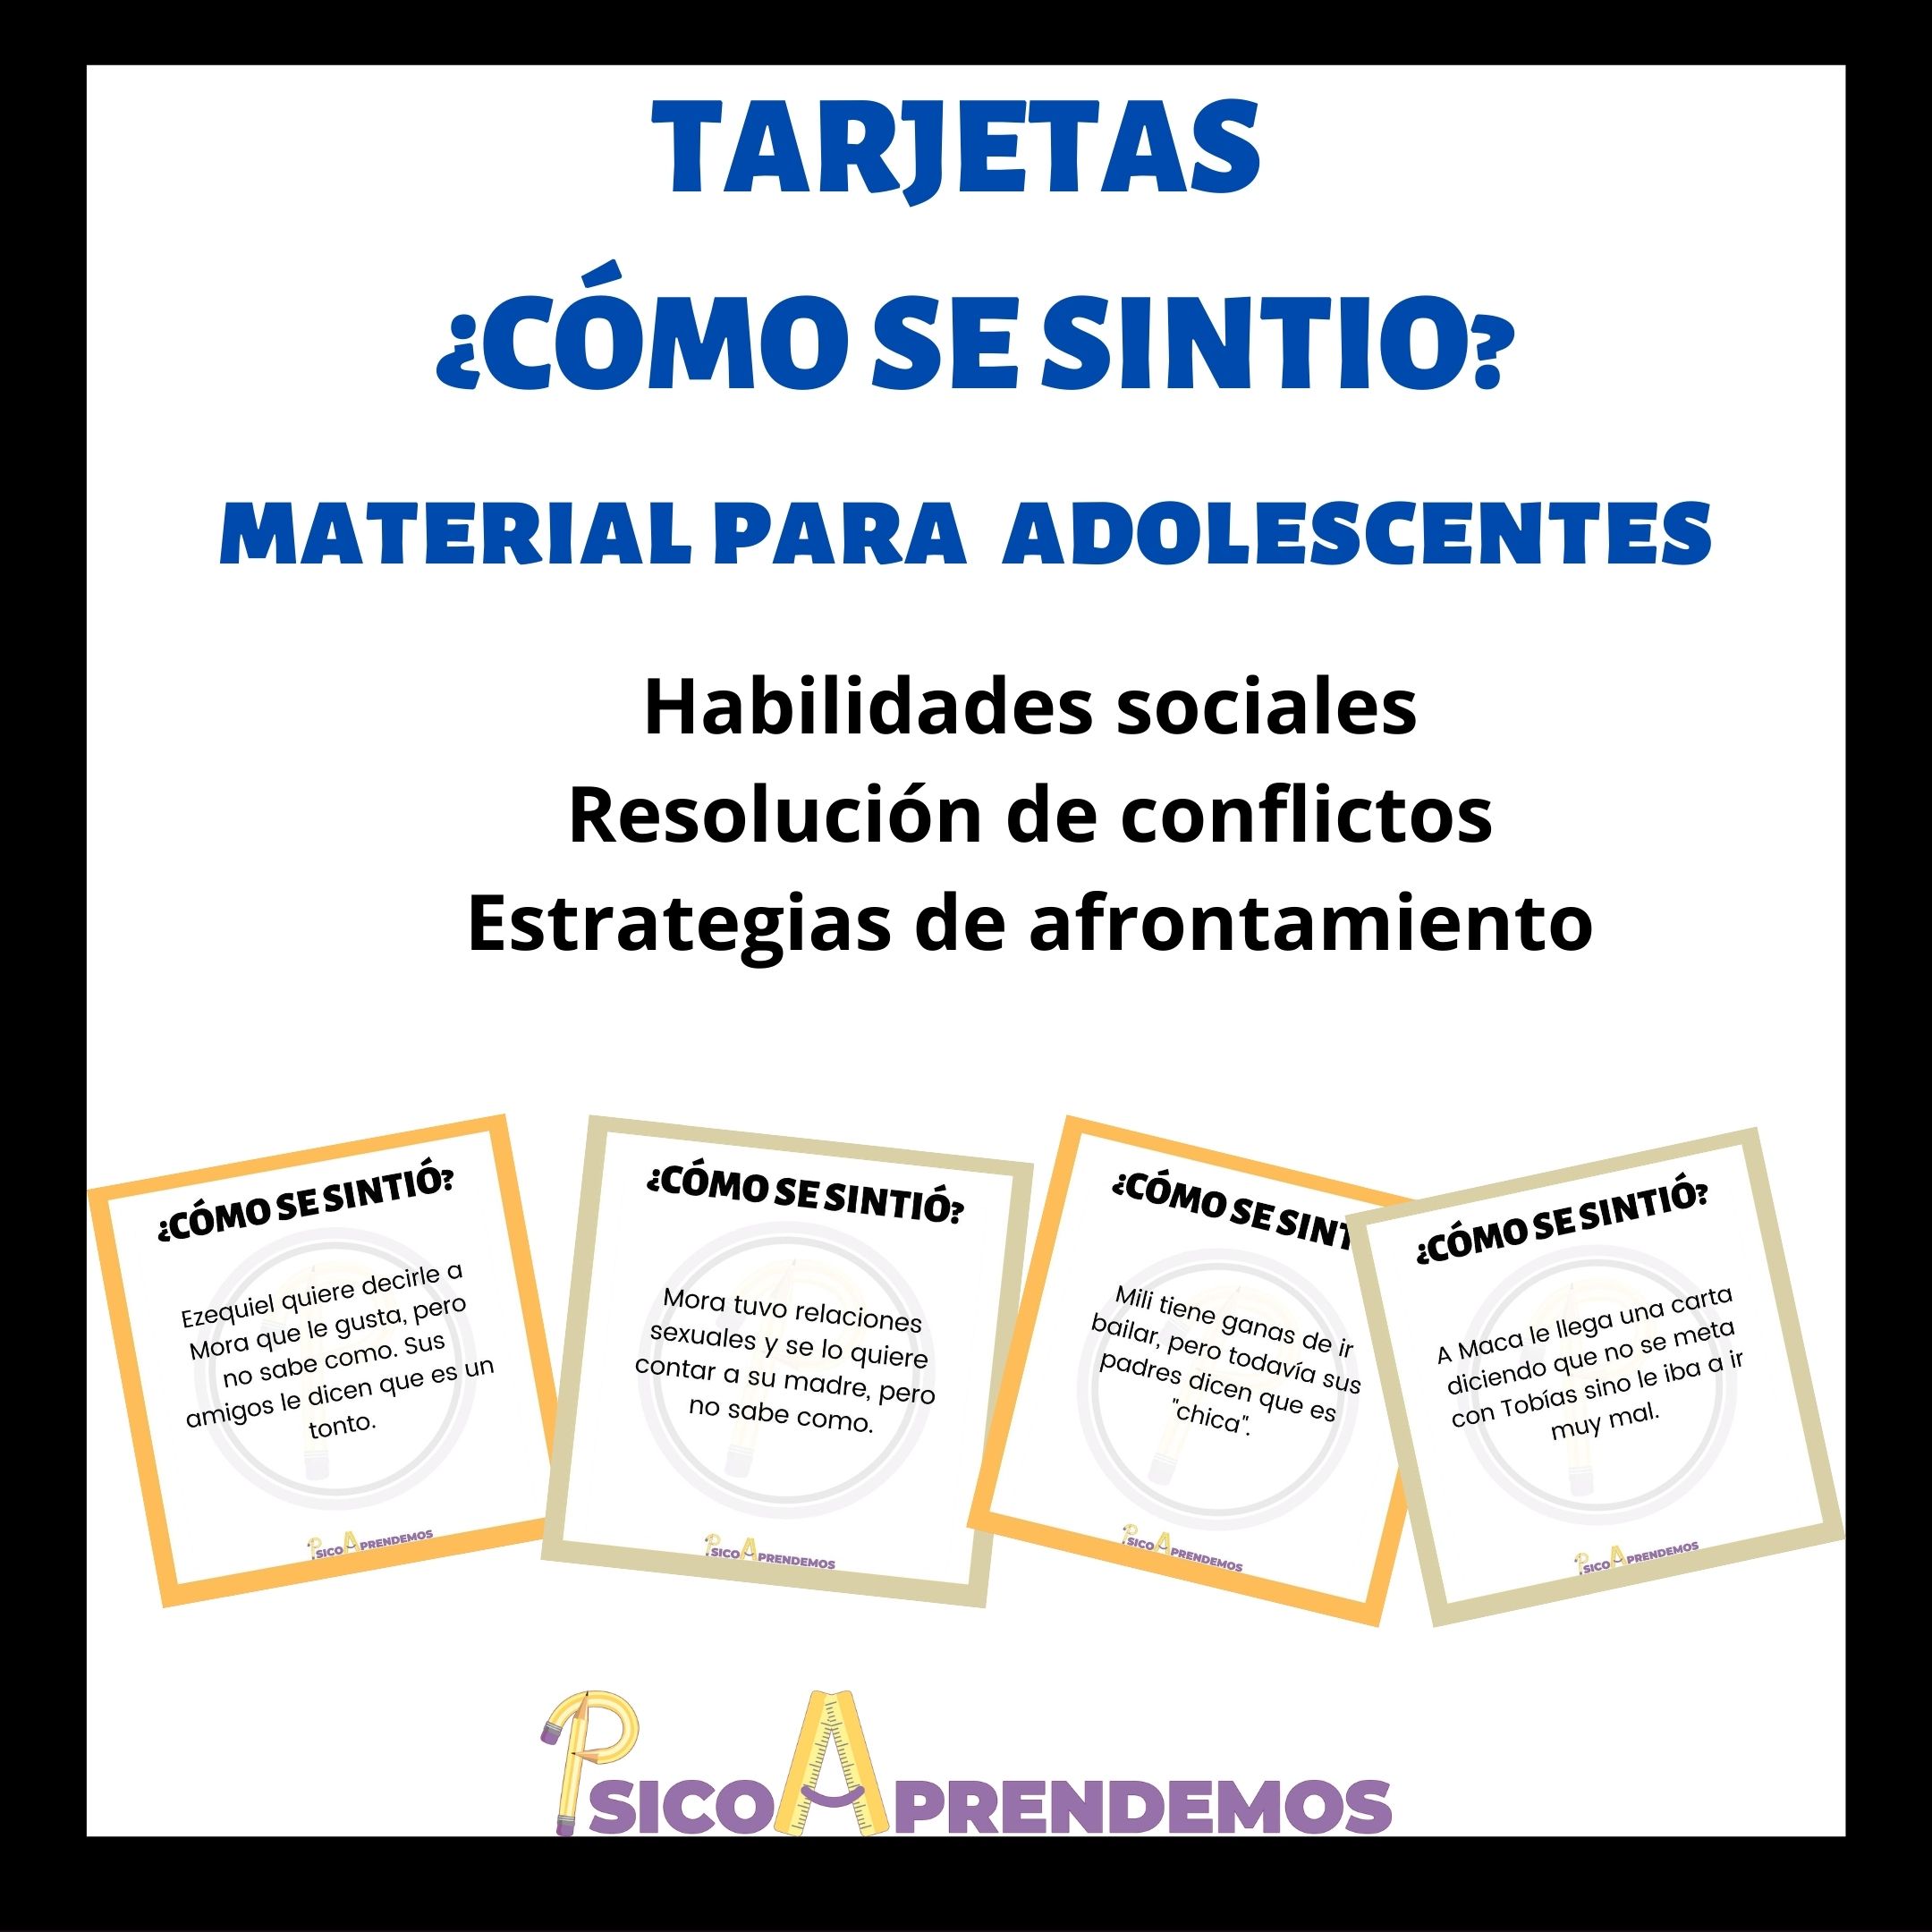 TARJETAS
¿CÓMO SE SINTIO?
MATERIAL PARA ADOLESCENTES
Habilidades sociales
Resolución de conflictos
Estrategias de afrontamiento
¿CÓMO SE SINTIÓ?
Ezequiel quiere decirle a
Mora que le gusta, pero
no sabe como. Sus
amigos le dicen que es un
tonto.
PSICOAPRENDEMOS
¿CÓMO SE SINTIÓ?
Mora tuvo relaciones
sexuales y se lo quiere
contar a su madre, pero
no sabe como.
PSICOAPRENDEMOS
¿CÓMO SE SINT
Mili tiene ganas de ir
bailar, pero todavía sus
padres dicen que es
"chica".
PSICOAPRENDEMOS
¿CÓMO SE SINTIÓ?
A Maca le llega una carta
diciendo que no se meta
con Tobías sino le iba a ir
muy mal.
PSICOAPRENDEMOS
PSICOAPRENDEMOS